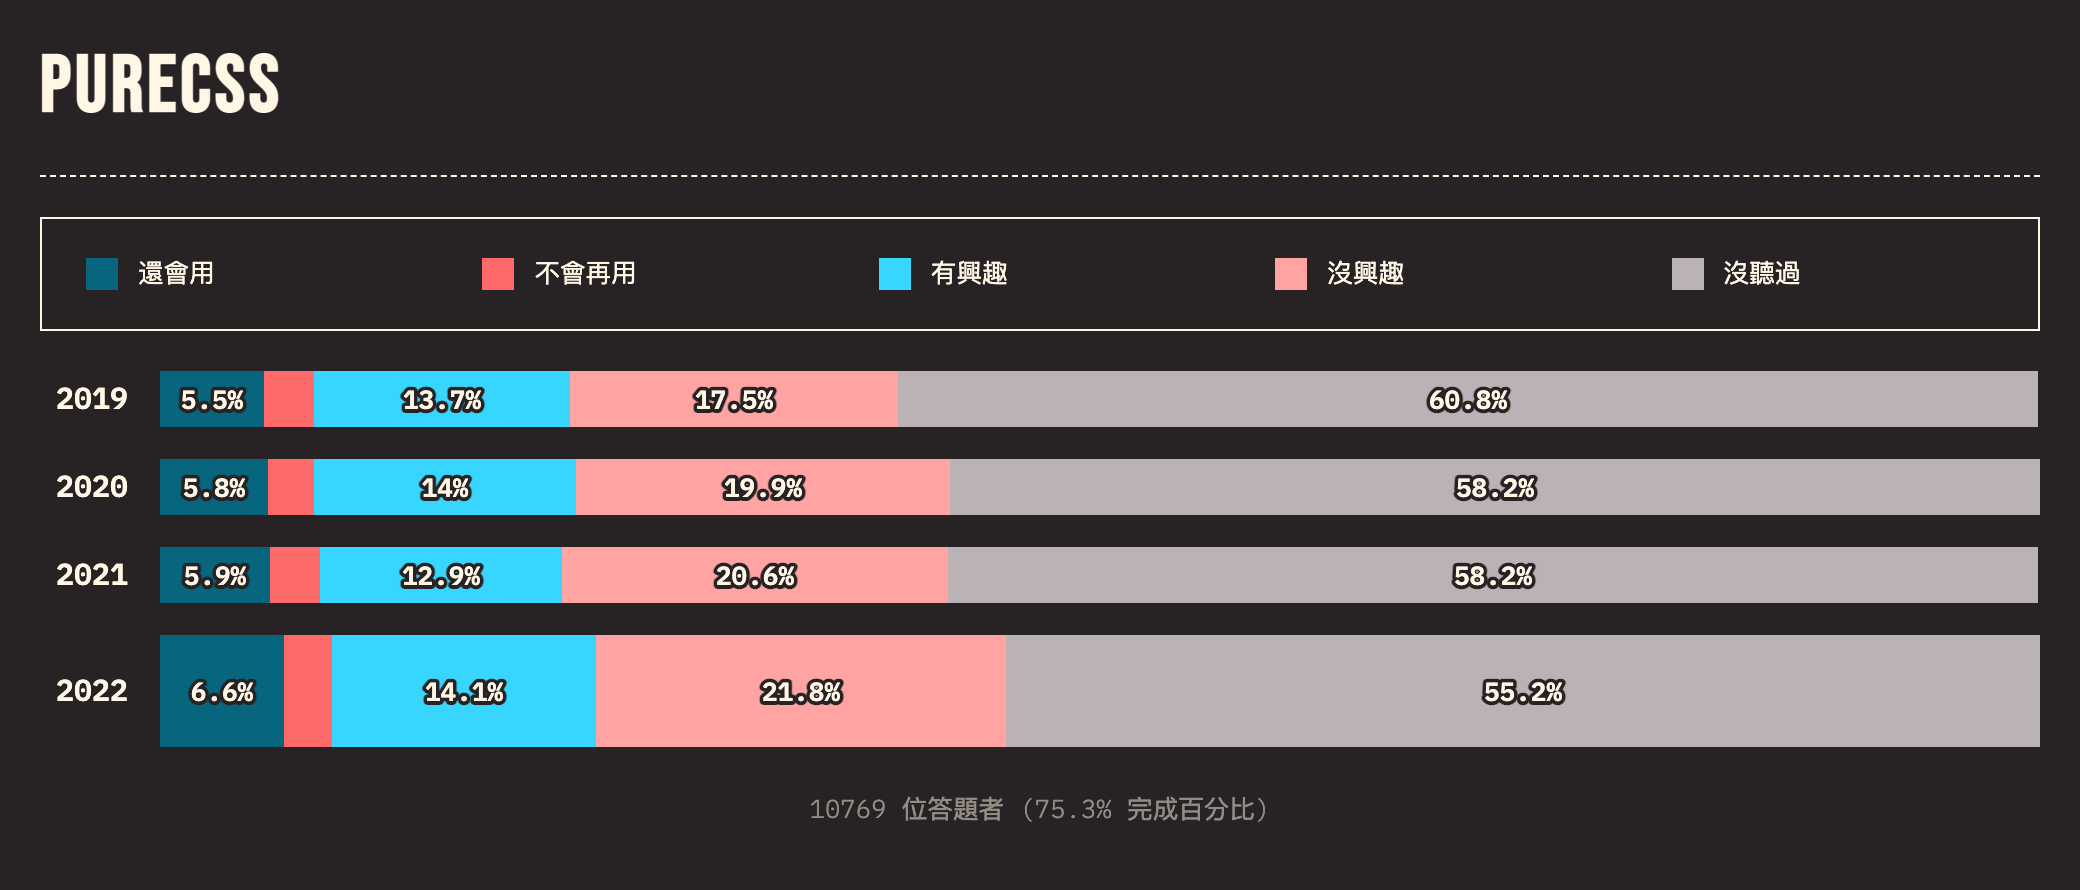 PURECSS
還會用 不會再用 有興趣 沒興趣 沒聽過
2019 5.5% 13.7% 17.5% 60.8%
2020 5.8% 14% 19.9% 58.2%
2021 5.9% 12.9% 20.6% 58.2%
2022 6.6% 14.1% 21.8% 55.2%
10769 位答題者 (75.3% 完成百分比)